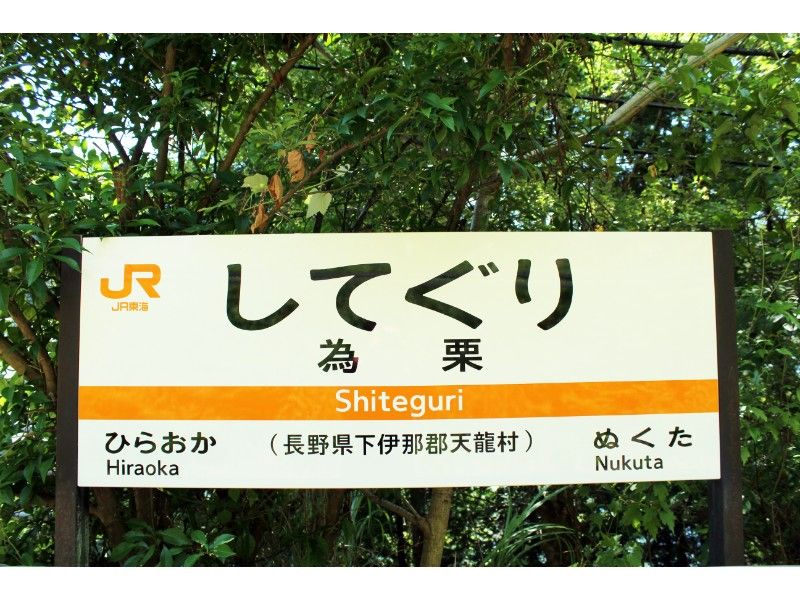 JR
JR東海
してぐり
為栗
Shiteguri
ひらおか
Hiraoka
（長野県下伊那郡天龍村）
ぬくた
Nukuta